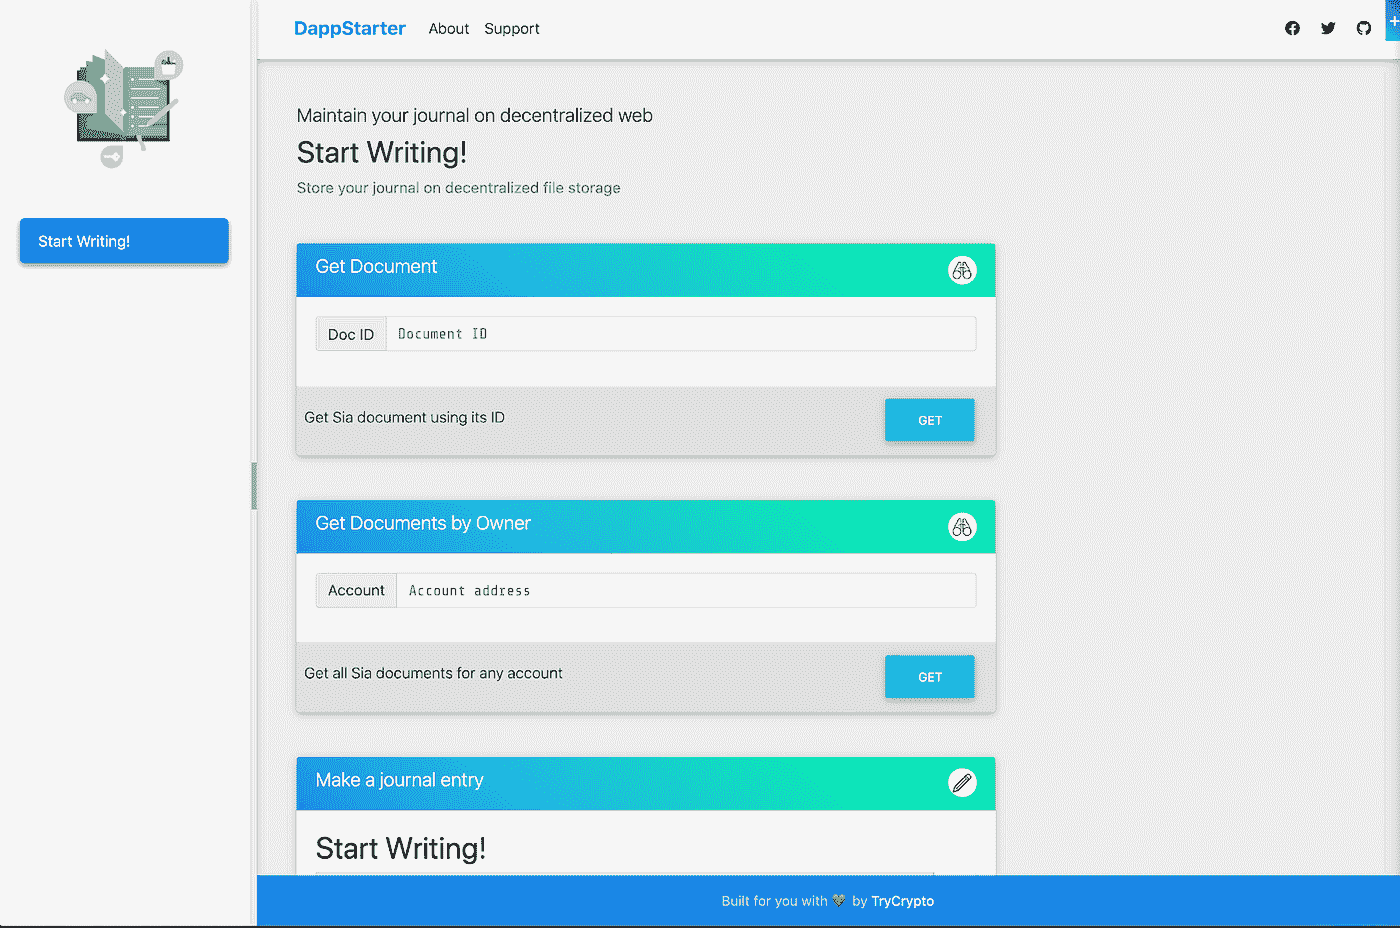 DappStarter About Support
+
Start Writing!
Maintain your journal on decentralized web
Start Writing!
Store your journal on decentralized file storage
Get Document
Doc ID Document ID
Get Sia document using its ID GET
Get Documents by Owner
Account Account address
Get all Sia documents for any account GET
Make a journal entry
Start Writing!
Built for you with 💚 by TryCrypto